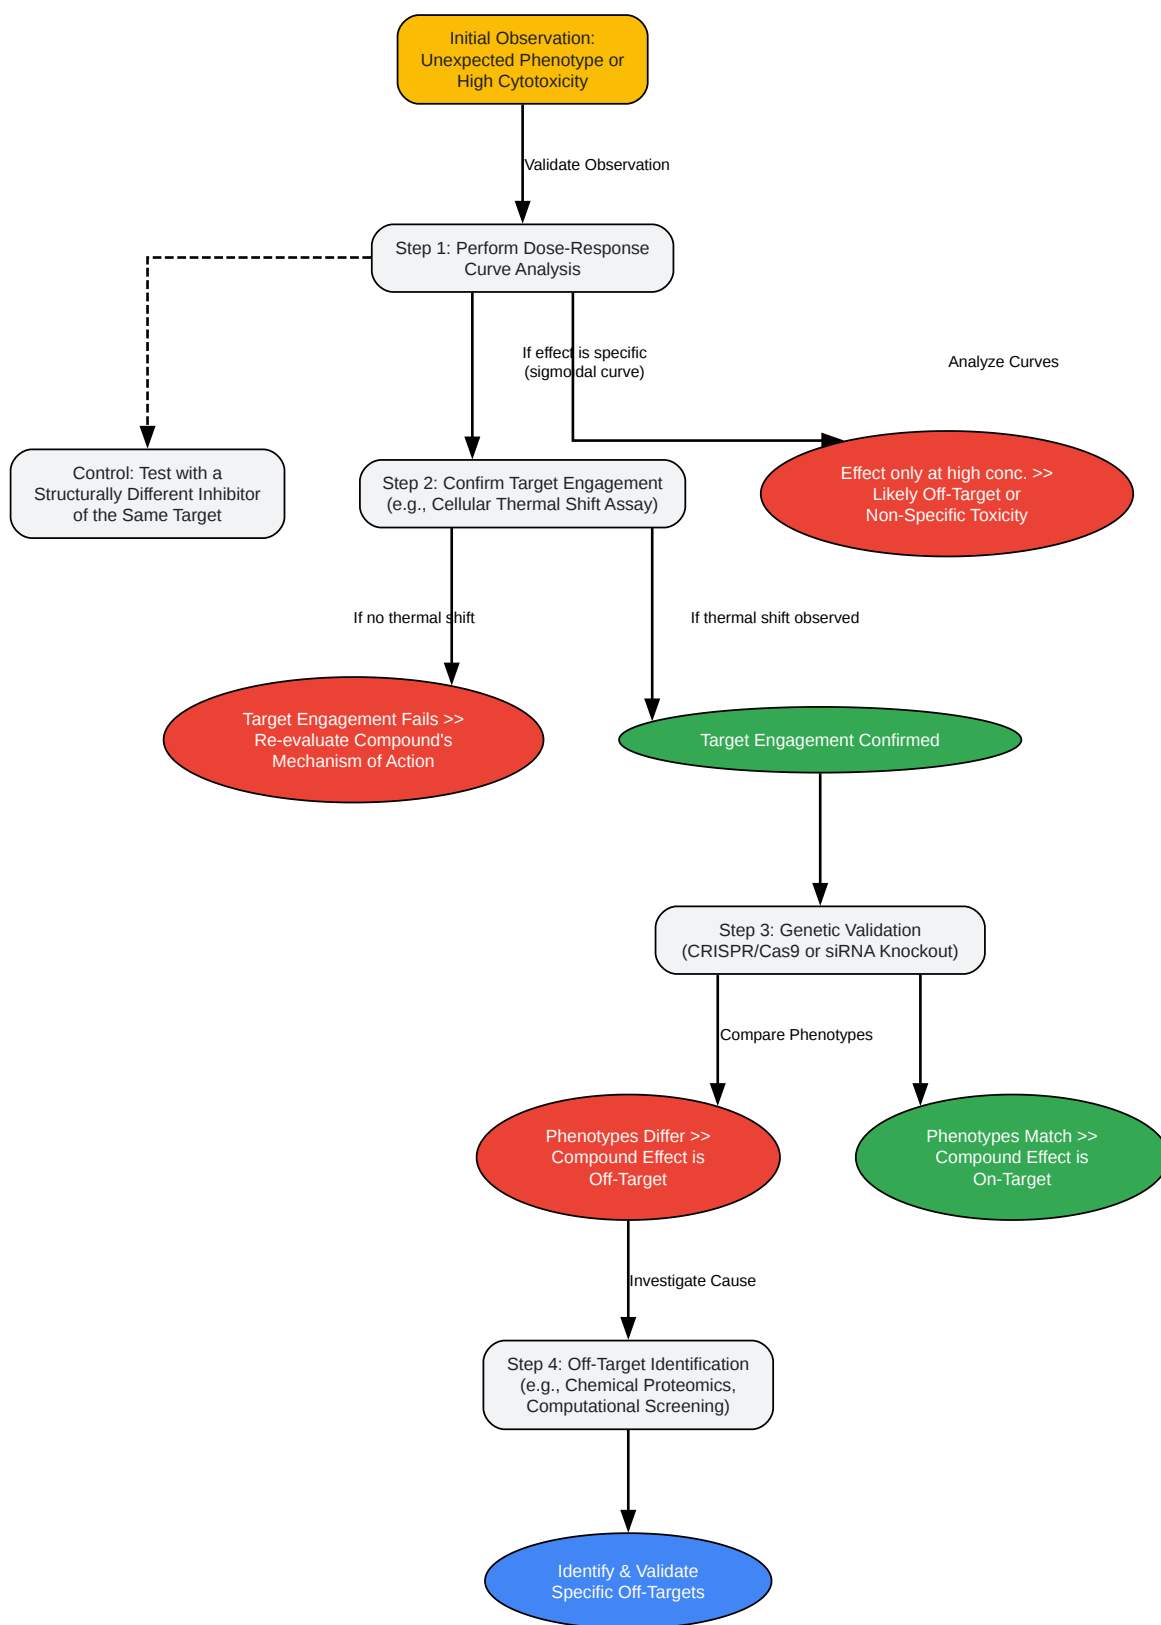 Initial Observation:
Unexpected Phenotype or
High Cytotoxicity
Validate Observation
Step 1: Perform Dose-Response
Curve Analysis
If effect is specific
(sigmoidal curve)
Analyze Curves
Control: Test with a
Structurally Different Inhibitor
of the Same Target
Step 2: Confirm Target Engagement
(e.g., Cellular Thermal Shift Assay)
Effect only at high conc. >>
Likely Off-Target or
Non-Specific Toxicity
If no thermal shift
If thermal shift observed
Target Engagement Fails >>
Re-evaluate Compound's
Mechanism of Action
Target Engagement Confirmed
Step 3: Genetic Validation
(CRISPR/Cas9 or siRNA Knockout)
Compare Phenotypes
Phenotypes Differ >>
Compound Effect is
Off-Target
Phenotypes Match >>
Compound Effect is
On-Target
Investigate Cause
Step 4: Off-Target Identification
(e.g., Chemical Proteomics,
Computational Screening)
Identify & Validate
Specific Off-Targets